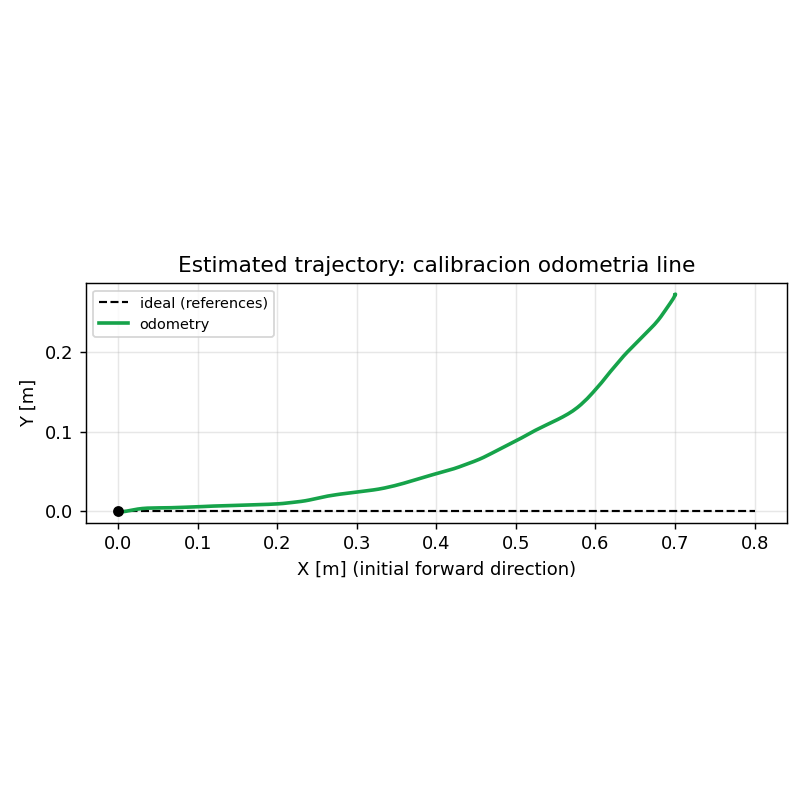 Estimated trajectory: calibracion odometria line
ideal (references)
odometry
Y [m]
0.2
0.1
0.0
0.0 0.1 0.2 0.3 0.4 0.5 0.6 0.7 0.8
X [m] (initial forward direction)